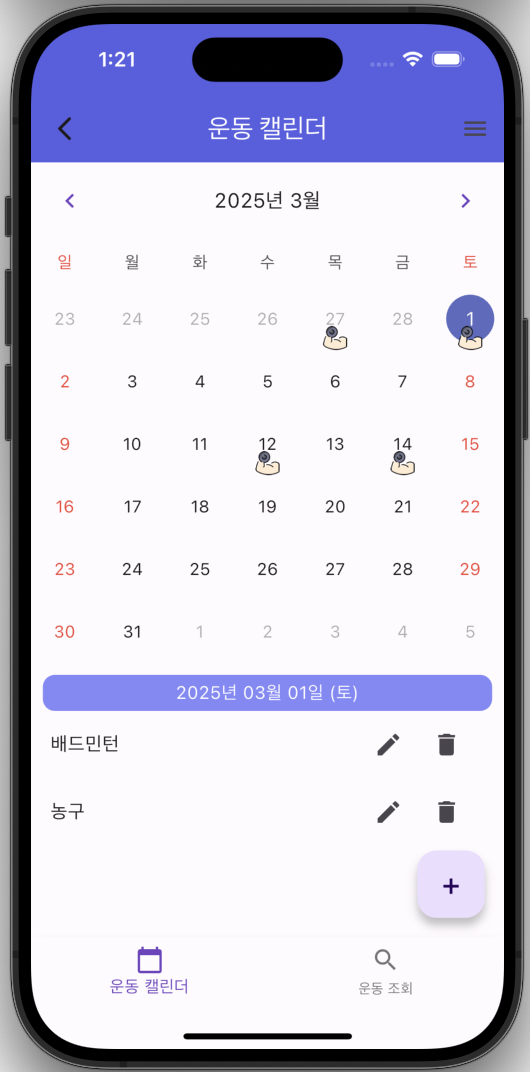 1:21
운동 캘린더
2025년 3월
일 월 화 수 목 금 토
23 24 25 26 27 28 1
2 3 4 5 6 7 8
9 10 11 12 13 14 15
16 17 18 19 20 21 22
23 24 25 26 27 28 29
30 31 1 2 3 4 5
2025년 03월 01일 (토)
배드민턴
농구
+
운동 캘린더 운동 조회